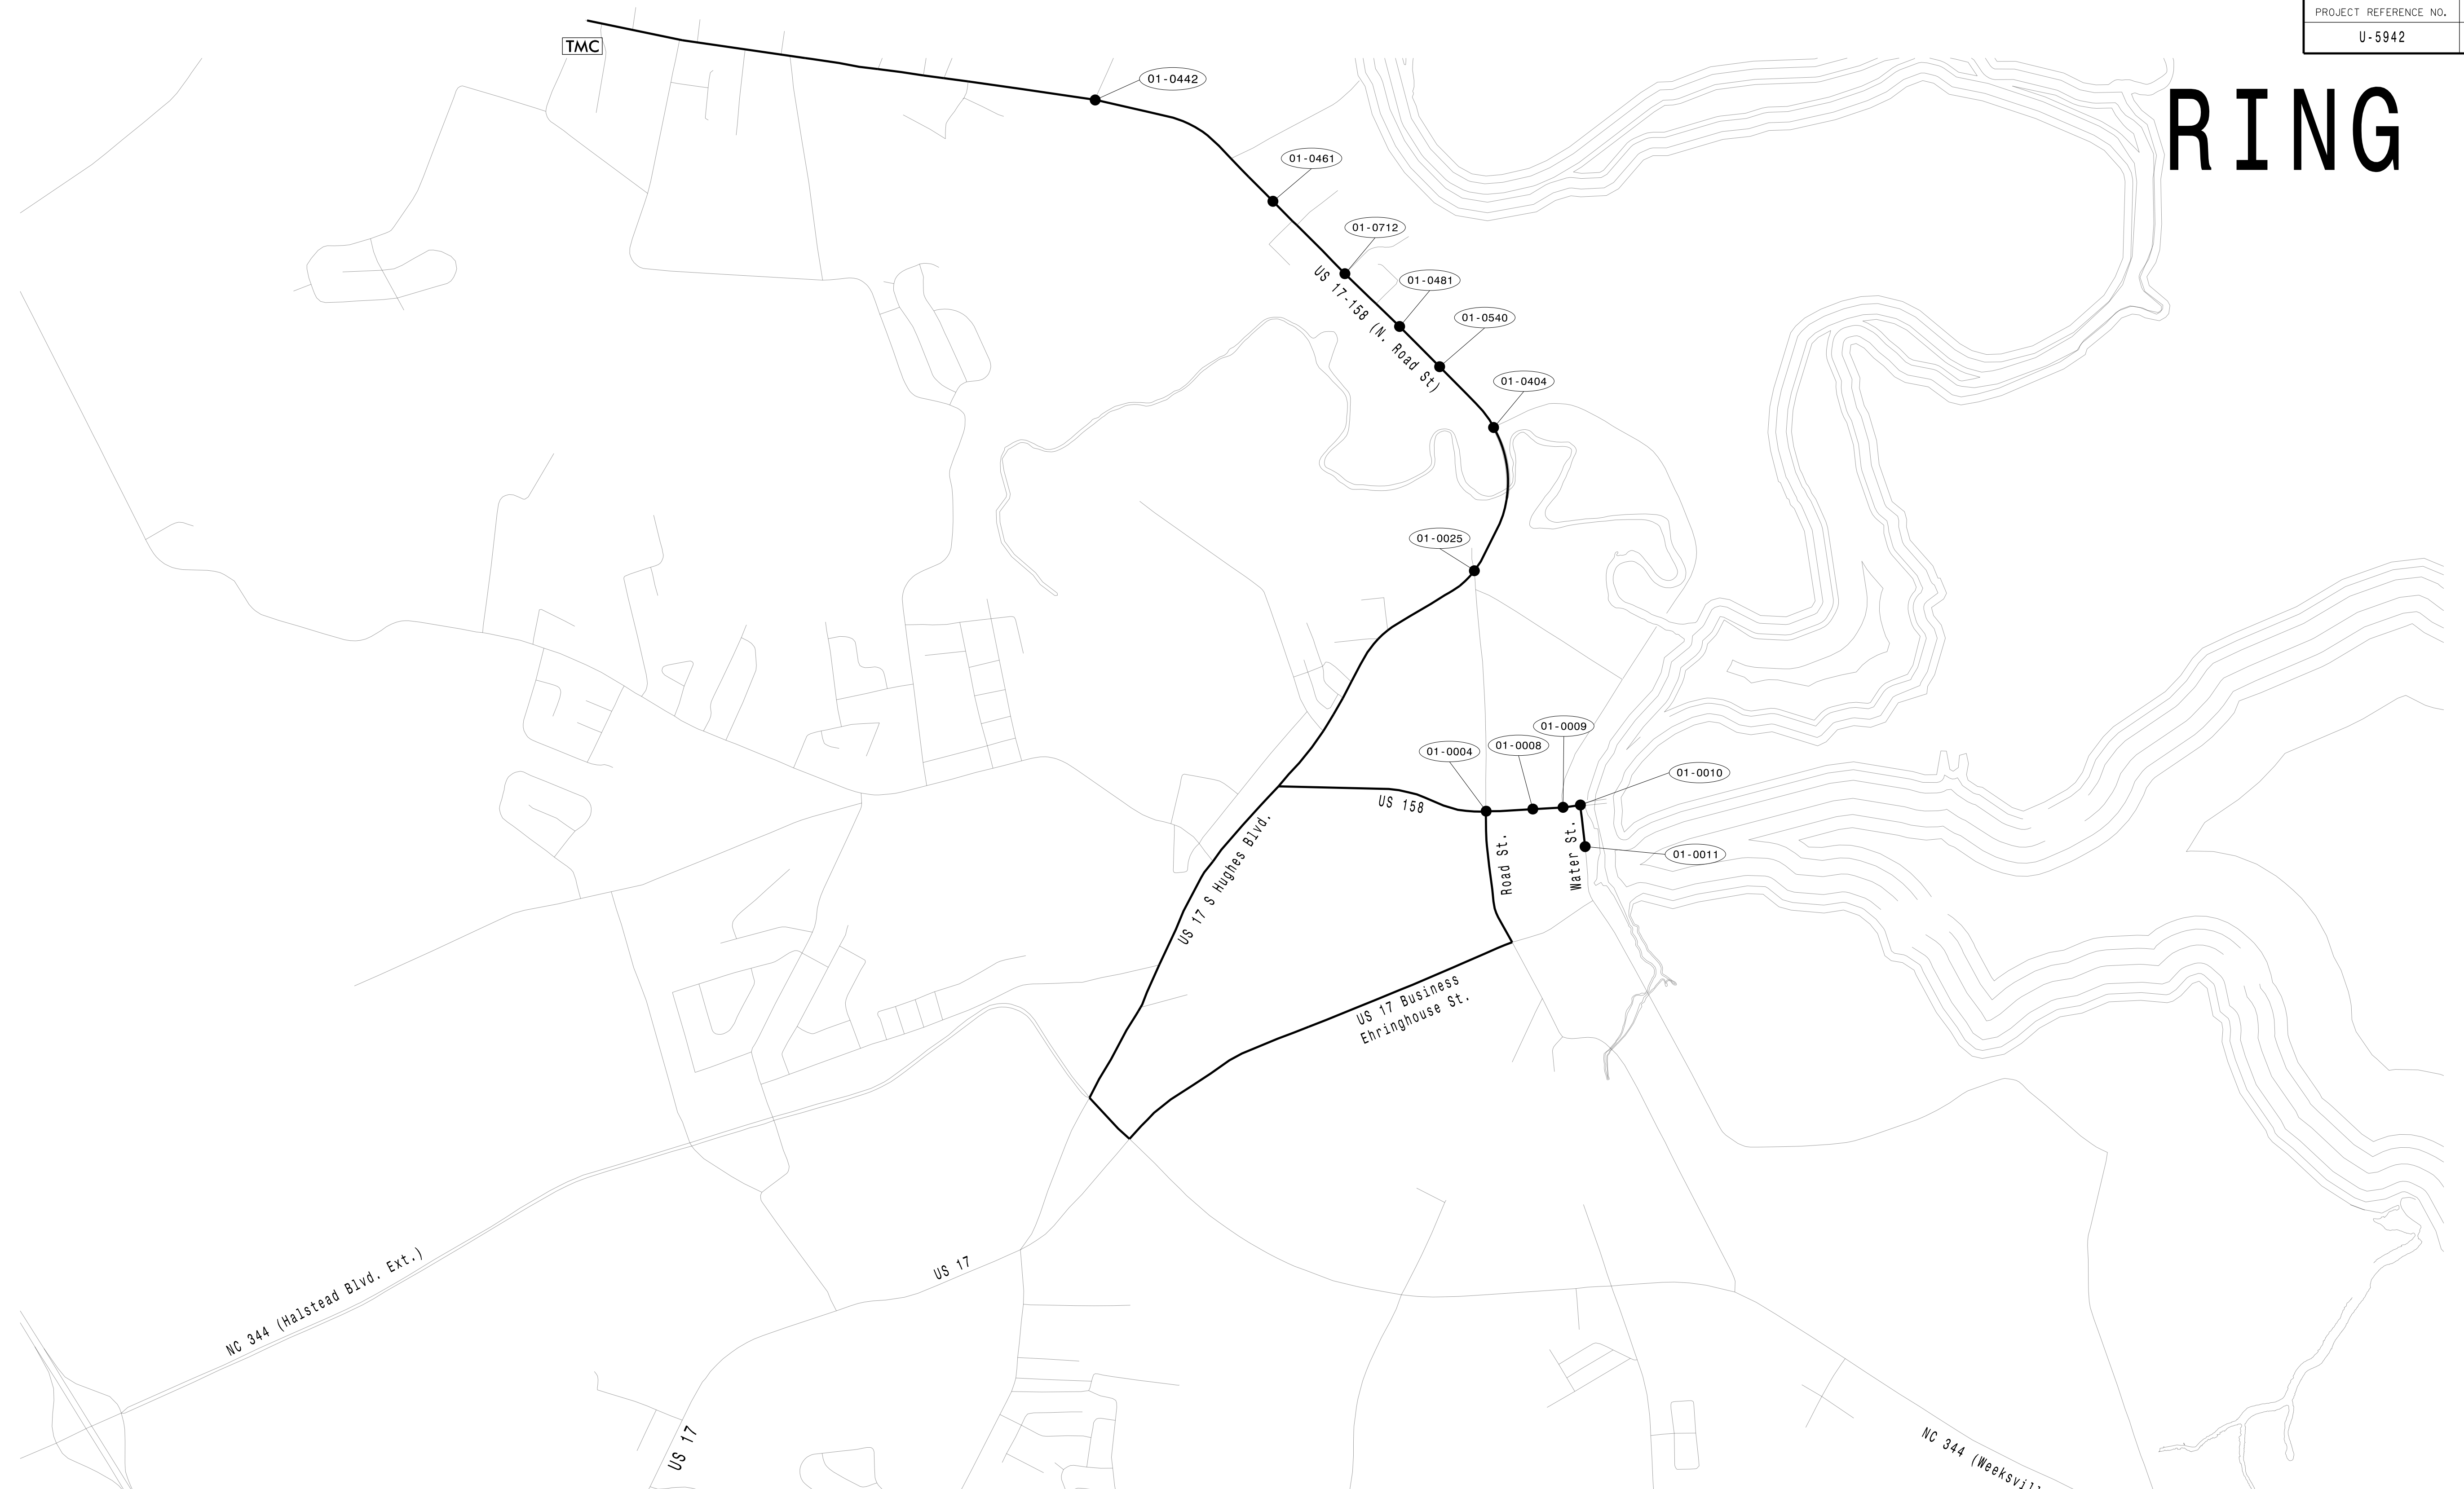 PROJECT REFERENCE NO.
U-5942
RING
TMC
01-0442
01-0461
01-0712
01-0481
US 17-158 (N. Road St)
01-0540
01-0404
01-0025
01-0009
01-0008
01-0004
01-0010
US 158
US 17 S Hughes Blvd.
Road St.
Water St.
01-0011
US 17 Business
Ehringhouse St.
NC 344 (Halstead Blvd. Ext.)
US 17
US 17
NC 344 (Weeksvil